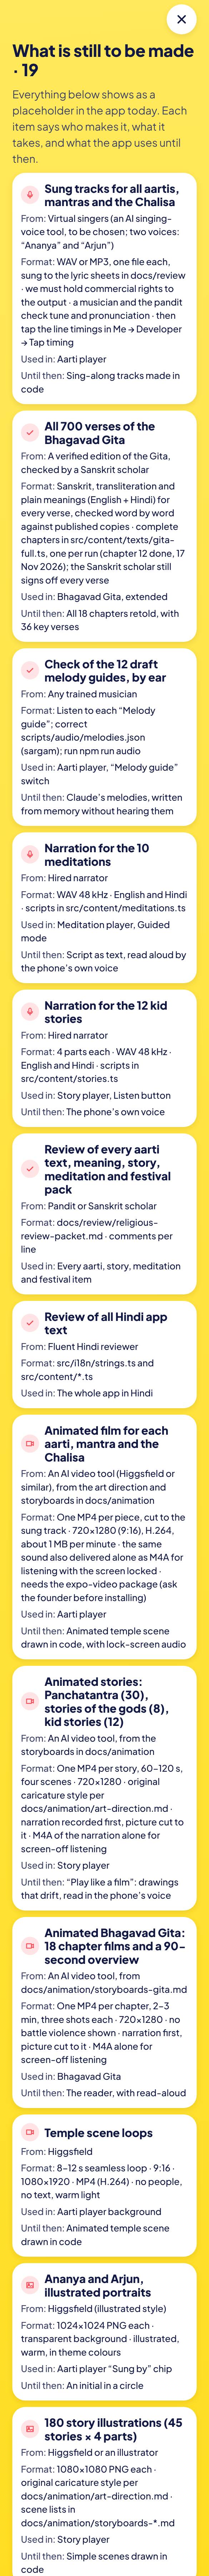 What is still to be made
· 19
Everything below shows as a
placeholder in the app today. Each
item says who makes it, what it
takes, and what the app uses until
then.
Sung tracks for all aartis,
mantras and the Chalisa
From: Virtual singers (an AI singing-
voice tool, to be chosen; two voices:
“Ananya” and “Arjun”)
Format: WAV or MP3, one file each,
sung to the lyric sheets in docs/review
· we must hold commercial rights to
the output · a musician and the pandit
check tune and pronunciation · then
tap the line timings in Me → Developer
→ Tap timing
Used in: Aarti player
Until then: Sing-along tracks made in
code
All 700 verses of the
Bhagavad Gita
From: A verified edition of the Gita,
checked by a Sanskrit scholar
Format: Sanskrit, transliteration and
plain meanings (English + Hindi) for
every verse, checked word by word
against published copies · complete
chapters in src/content/texts/gita-
full.ts, one per run (chapter 12 done, 17
Nov 2026); the Sanskrit scholar still
signs off every verse
Used in: Bhagavad Gita, extended
Until then: All 18 chapters retold, with
36 key verses
Check of the 12 draft
melody guides, by ear
From: Any trained musician
Format: Listen to each “Melody
guide”; correct
scripts/audio/melodies.json
(sargam); run npm run audio
Used in: Aarti player, “Melody guide”
switch
Until then: Claude’s melodies, written
from memory without hearing them
Narration for the 10
meditations
From: Hired narrator
Format: WAV 48 kHz · English and Hindi
· scripts in src/content/meditations.ts
Used in: Meditation player, Guided
mode
Until then: Script as text, read aloud by
the phone’s own voice
Narration for the 12 kid
stories
From: Hired narrator
Format: 4 parts each · WAV 48 kHz ·
English and Hindi · scripts in
src/content/stories.ts
Used in: Story player, Listen button
Until then: The phone’s own voice
Review of every aarti
text, meaning, story,
meditation and festival
pack
From: Pandit or Sanskrit scholar
Format: docs/review/religious-
review-packet.md · comments per
line
Used in: Every aarti, story, meditation
and festival item
Review of all Hindi app
text
From: Fluent Hindi reviewer
Format: src/i18n/strings.ts and
src/content/*.ts
Used in: The whole app in Hindi
Animated film for each
aarti, mantra and the
Chalisa
From: An AI video tool (Higgsfield or
similar), from the art direction and
storyboards in docs/animation
Format: One MP4 per piece, cut to the
sung track · 720×1280 (9:16), H.264,
about 1 MB per minute · the same
sound also delivered alone as M4A for
listening with the screen locked ·
needs the expo-video package (ask
the founder before installing)
Used in: Aarti player
Until then: Animated temple scene
drawn in code, with lock-screen audio
Animated stories:
Panchatantra (30),
stories of the gods (8),
kid stories (12)
From: An AI video tool, from the
storyboards in docs/animation
Format: One MP4 per story, 60–120 s,
four scenes · 720×1280 · original
caricature style per
docs/animation/art-direction.md ·
narration recorded first, picture cut to
it · M4A of the narration alone for
screen-off listening
Used in: Story player
Until then: “Play like a film”: drawings
that drift, read in the phone’s voice
Animated Bhagavad Gita:
18 chapter films and a 90-
second overview
From: An AI video tool, from
docs/animation/storyboards-gita.md
Format: One MP4 per chapter, 2–3
min, three shots each · 720×1280 · no
battle violence shown · narration first,
picture cut to it · M4A alone for
screen-off listening
Used in: Bhagavad Gita
Until then: The reader, with read-aloud
Temple scene loops
From: Higgsfield
Format: 8–12 s seamless loop · 9:16 ·
1080×1920 · MP4 (H.264) · no people,
no text, warm light
Used in: Aarti player background
Until then: Animated temple scene
drawn in code
Ananya and Arjun,
illustrated portraits
From: Higgsfield (illustrated style)
Format: 1024×1024 PNG each ·
transparent background · illustrated,
warm, in theme colours
Used in: Aarti player “Sung by” chip
Until then: An initial in a circle
180 story illustrations (45
stories × 4 parts)
From: Higgsfield or an illustrator
Format: 1080×1080 PNG each ·
original caricature style per
docs/animation/art-direction.md ·
scene lists in
docs/animation/storyboards-*.md
Used in: Story player
Until then: Simple scenes drawn in
code